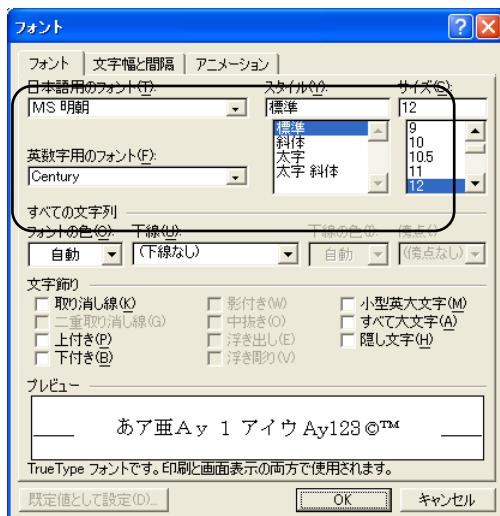 フォント
フォント 文字幅と間隔 アニメーション
日本語用のフォント(T): スタイル(Y): サイズ(S):
MS 明朝 標準 12
標準 9
斜体 10
太字 10.5
太字 斜体 11
12
英数字用のフォント(F):
Century
すべての文字列
フォントの色(C): 下線(U): 下線の色(I): 傍点(:)
自動 (下線なし) 自動 (傍点なし)
文字飾り
取り消し線(K) 影付き(W) 小型英大文字(M)
二重取り消し線(G) 中抜き(O) すべて大文字(A)
上付き(P) 浮き出し(E) 隠し文字(H)
下付き(B) 浮き彫り(V)
プレビュー
あア亜Ay 1 アイウ Ay123©™
TrueType フォントです。印刷と画面表示の両方で使用されます。
既定値として設定(D)... OK キャンセル